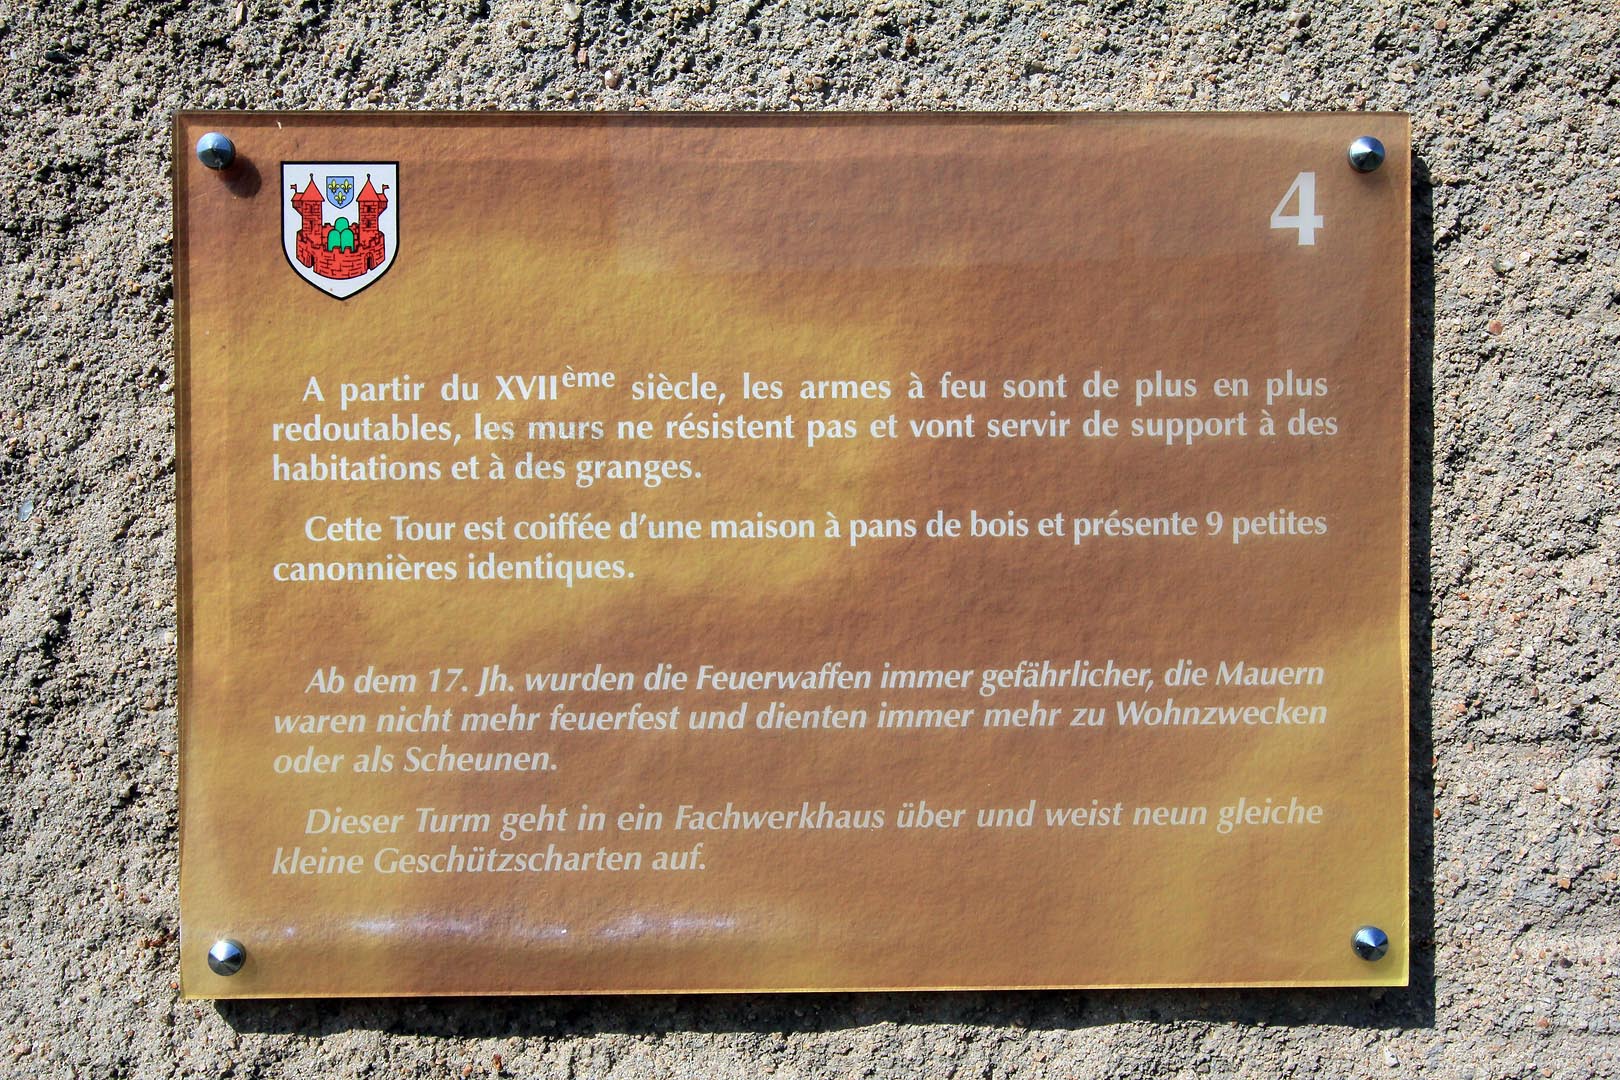 4
A partir du XVIIème siècle, les armes à feu sont de plus en plus
redoutables, les murs ne résistent pas et vont servir de support à des
habitations et à des granges.
Cette Tour est coiffée d'une maison à pans de bois et présente 9 petites
canonnières identiques.
Ab dem 17. Jh. wurden die Feuerwaffen immer gefährlicher, die Mauern
waren nicht mehr feuerfest und dienten immer mehr zu Wohnzwecken
oder als Scheunen.
Dieser Turm geht in ein Fachwerkhaus über und weist neun gleiche
kleine Geschützscharten auf.